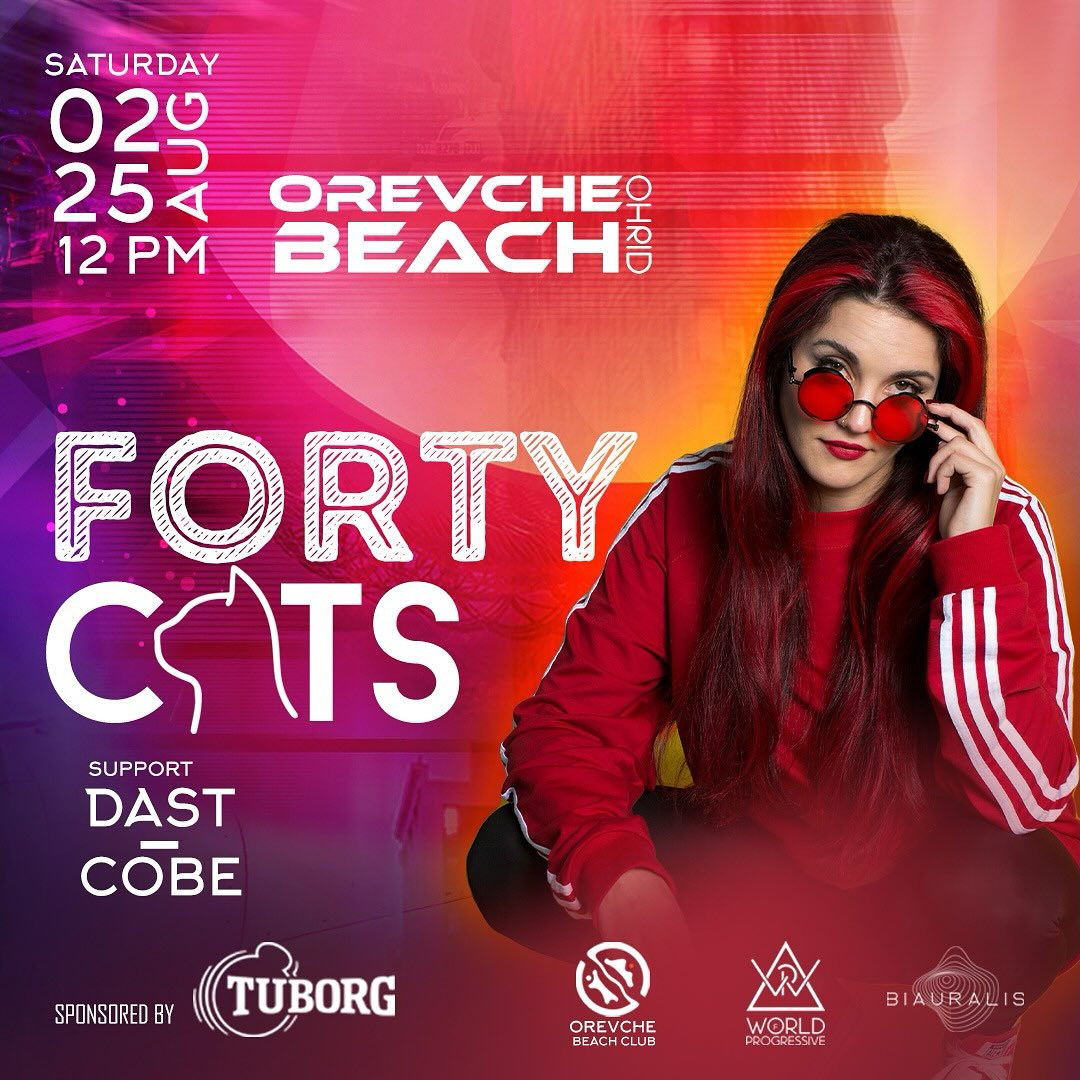 SATURDAY
02
25
AUG
12 PM
OREVCHE
BEACH
OHRID
FORTY
CATS
SUPPORT
DAST
COBE
SPONSORED BY
TUBORG
OREVCHE
BEACH CLUB
WORLD
PROGRESSIVE
BIAURALIS